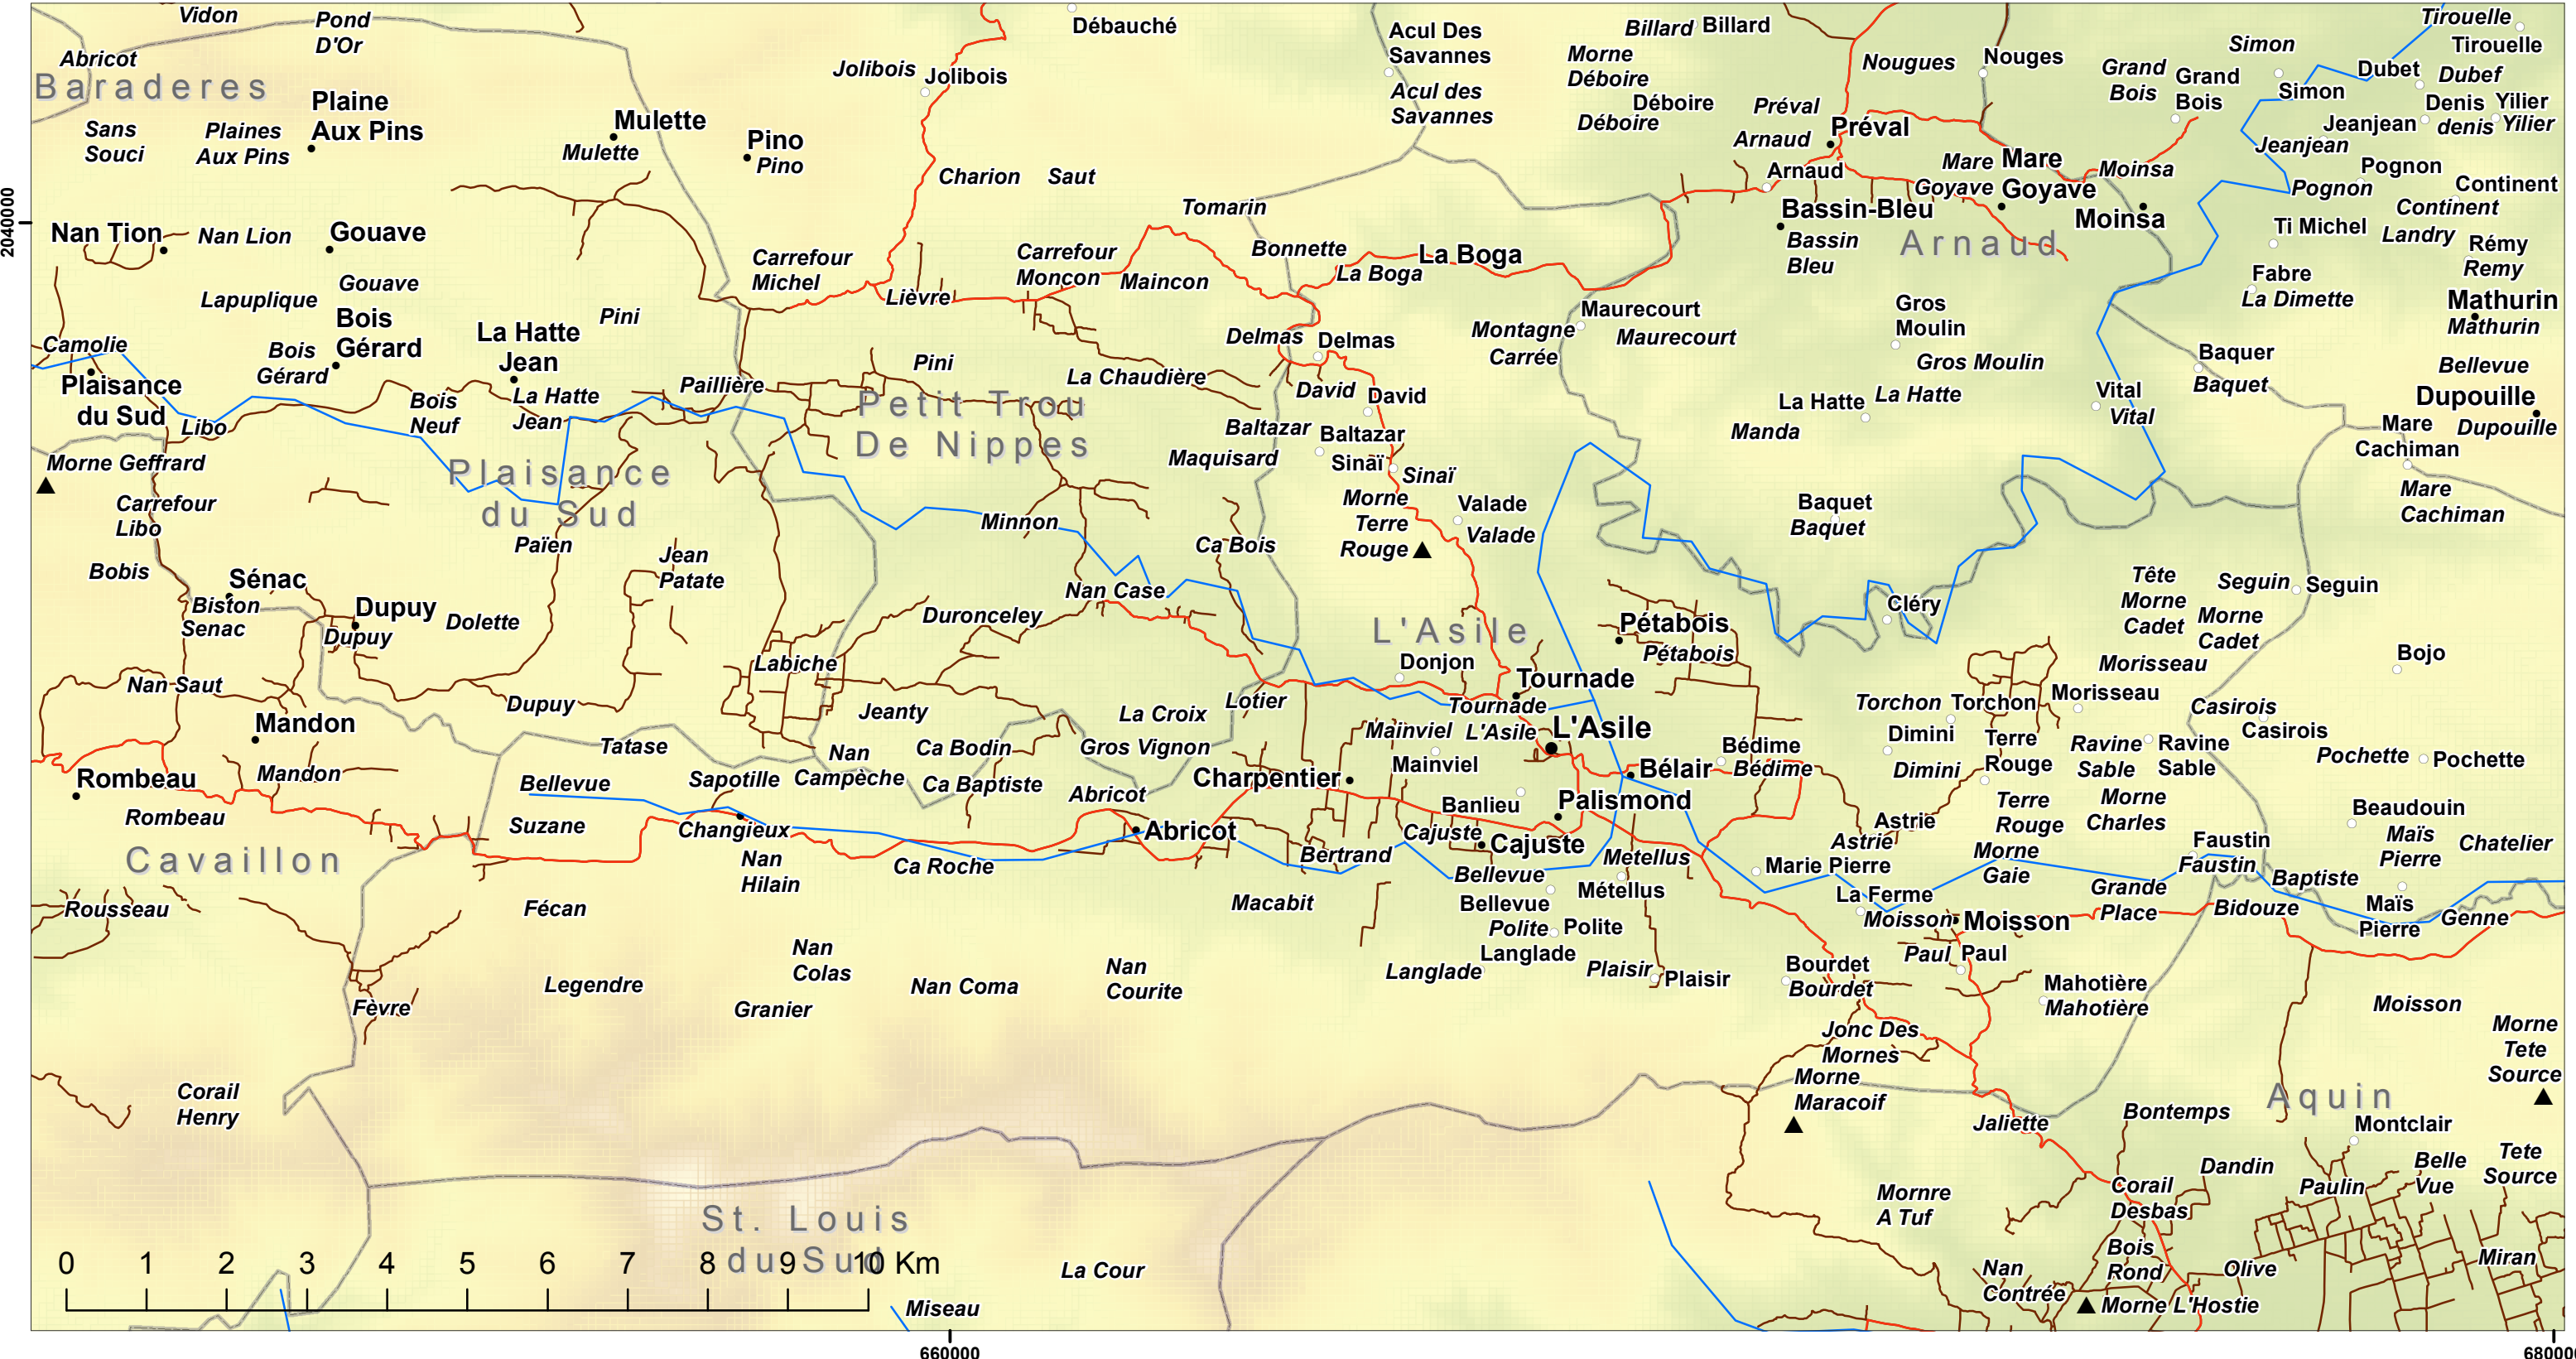 Vidon
Pond
D'Or
Débauché
Acul Des
Savannes
Acul des
Savannes
Billard Billard
Morne
Déboire
Déboire
Déboire
Nougues
Nouges
Tirouelle
Tirouelle
Simon
Simon
Dubet
Dubef
Grand
Bois
Grand
Bois
Denis
denis
Yilier
Yilier
Jeanjean
Jeanjean
Abricot
Baraderes
Jolibois
Jolibois
Plaine
Aux Pins
Plaines
Aux Pins
Sans
Souci
Mulette
Mulette
Pino
Pino
Charion
Saut
Préval
Préval
Arnaud
Arnaud
Mare
Goyave
Mare
Goyave
Moinsa
Moinsa
Pognon
Pognon
Continent
Continent
Tomarin
Bassin-Bleu
Bassin
Bleu
Arnaud
Ti Michel
Landry
Rémy
Remy
2040000
Nan Tion
Nan Lion
Gouave
Gouave
Lapuplique
Carrefour
Michel
Lièvre
Carrefour
Moncon
Maincon
Bonnette
La Boga
La Boga
Fabre
La Dimette
Mathurin
Mathurin
Pini
Bois
Gérard
Bois
Gérard
La Hatte
Jean
La Hatte
Jean
Camolie
Plaisance
du Sud
Delmas
Delmas
Montagne
Carrée
Maurecourt
Maurecourt
Gros
Moulin
Gros Moulin
Baquer
Baquet
Bellevue
Dupouille
Dupouille
Paillière
Pini
La Chaudière
David
David
La Hatte
La Hatte
Manda
Vital
Vital
Mare
Cachiman
Mare
Cachiman
Libo
Bois
Neuf
Petit Trou
De Nippes
Baltazar
Baltazar
Maquisard
Sinaï
Sinaï
Morne Geffrard
Plaisance
du Sud
Carrefour
Libo
Morne
Terre
Rouge
Valade
Valade
Baquet
Baquet
Minnon
Ca Bois
Païen
Jean
Patate
Bobis
Sénac
Biston
Senac
Dupuy
Dupuy
Dolette
Nan Case
Duronceley
L'Asile
Pétabois
Pétabois
Cléry
Tête
Morne
Cadet
Seguin
Seguin
Morne
Cadet
Morisseau
Morisseau
Bojo
Labiche
Donjon
Tournade
Tournade
Nan Saut
Dupuy
Jeanty
La Croix
Lotier
Mainviel
Mainviel
L'Asile
L'Asile
Torchon
Torchon
Casirois
Casirois
Mandon
Mandon
Tatase
Nan
Campèche
Ca Bodin
Gros Vignon
Bédime
Bédime
Dimini
Dimini
Terre
Rouge
Terre
Rouge
Ravine
Sable
Ravine
Sable
Pochette
Pochette
Rombeau
Rombeau
Bellevue
Sapotille
Ca Baptiste
Abricot
Abricot
Charpentier
Bélair
Banlieu
Palismond
Morne
Charles
Beaudouin
Suzane
Changieux
Cajuste
Cajuste
Astrie
Astrie
Faustin
Faustin
Maïs
Pierre
Chatelier
Cavaillon
Nan
Hilain
Ca Roche
Bertrand
Bellevue
Bellevue
Metellus
Métellus
Marie Pierre
Morne
Gaie
Grande
Place
Baptiste
La Ferme
Moisson
Moisson
Bidouze
Maïs
Pierre
Genne
Rousseau
Fécan
Macabit
Polite
Polite
Langlade
Langlade
Plaisir
Plaisir
Paul
Paul
Nan
Colas
Nan Coma
Nan
Courite
Bourdet
Bourdet
Mahotière
Mahotière
Moisson
Fèvre
Legendre
Granier
Jonc Des
Mornes
Morne
Tete
Source
Corail
Henry
Morne
Maracoif
Aquin
Bontemps
Montclair
Jaliette
Dandin
Belle
Vue
Tete
Source
Paulin
Mornre
A Tuf
Corail
Desbas
St. Louis
du Sud
0 1 2 3 4 5 6 7 8 9 10 Km
La Cour
Miseau
Bois
Rond
Olive
Miran
Nan
Contrée
Morne L'Hostie
660000
680000